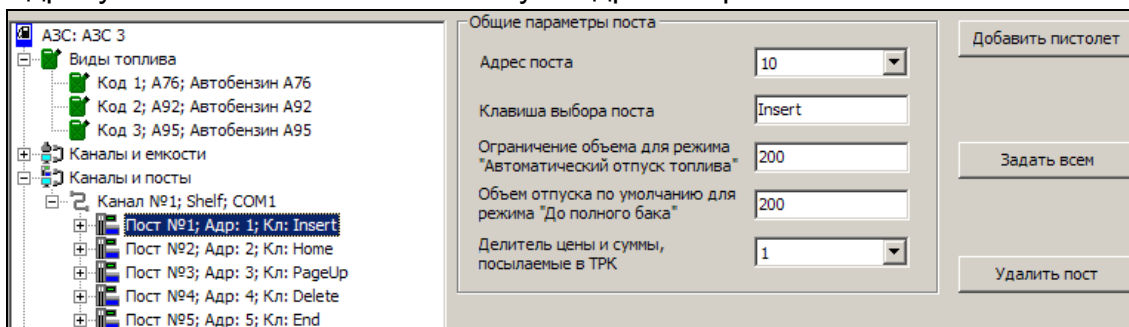 АЗС: АЗС 3
Виды топлива
Код 1; А76; Автобензин А76
Код 2; А92; Автобензин А92
Код 3; А95; Автобензин А95
Каналы и емкости
Каналы и посты
Канал №1; Shelf; COM1
Пост №1; Адр: 1; Кл: Insert
Пост №2; Адр: 2; Кл: Home
Пост №3; Адр: 3; Кл: PageUp
Пост №4; Адр: 4; Кл: Delete
Пост №5; Адр: 5; Кл: End
Общие параметры поста
Адрес поста
10
Клавиша выбора поста
Insert
Ограничение объема для режима
"Автоматический отпуск топлива"
200
Объем отпуска по умолчанию для
режима "До полного бака"
200
Делитель цены и суммы,
посылаемые в ТРК
1
Добавить пистолет
Задать всем
Удалить пост